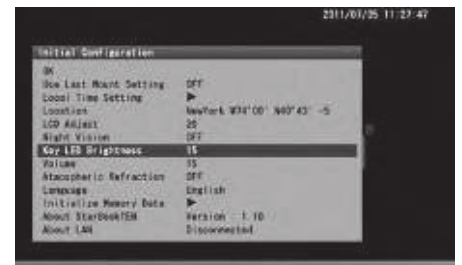 2011/07/05 11:27:47
Initial Configuration
OK
Use Last Mount Setting OFF
Local Time Setting ▶
Location NewYork W74°00' N40°43' -5
LCD Adjust 20
Night Vision OFF
Key LED Brightness 15
Volume 15
Atmospheric Refraction OFF
Language English
Initialize Memory Data ▶
About StarBookTEN Version 1.10
About LAN Disconnected